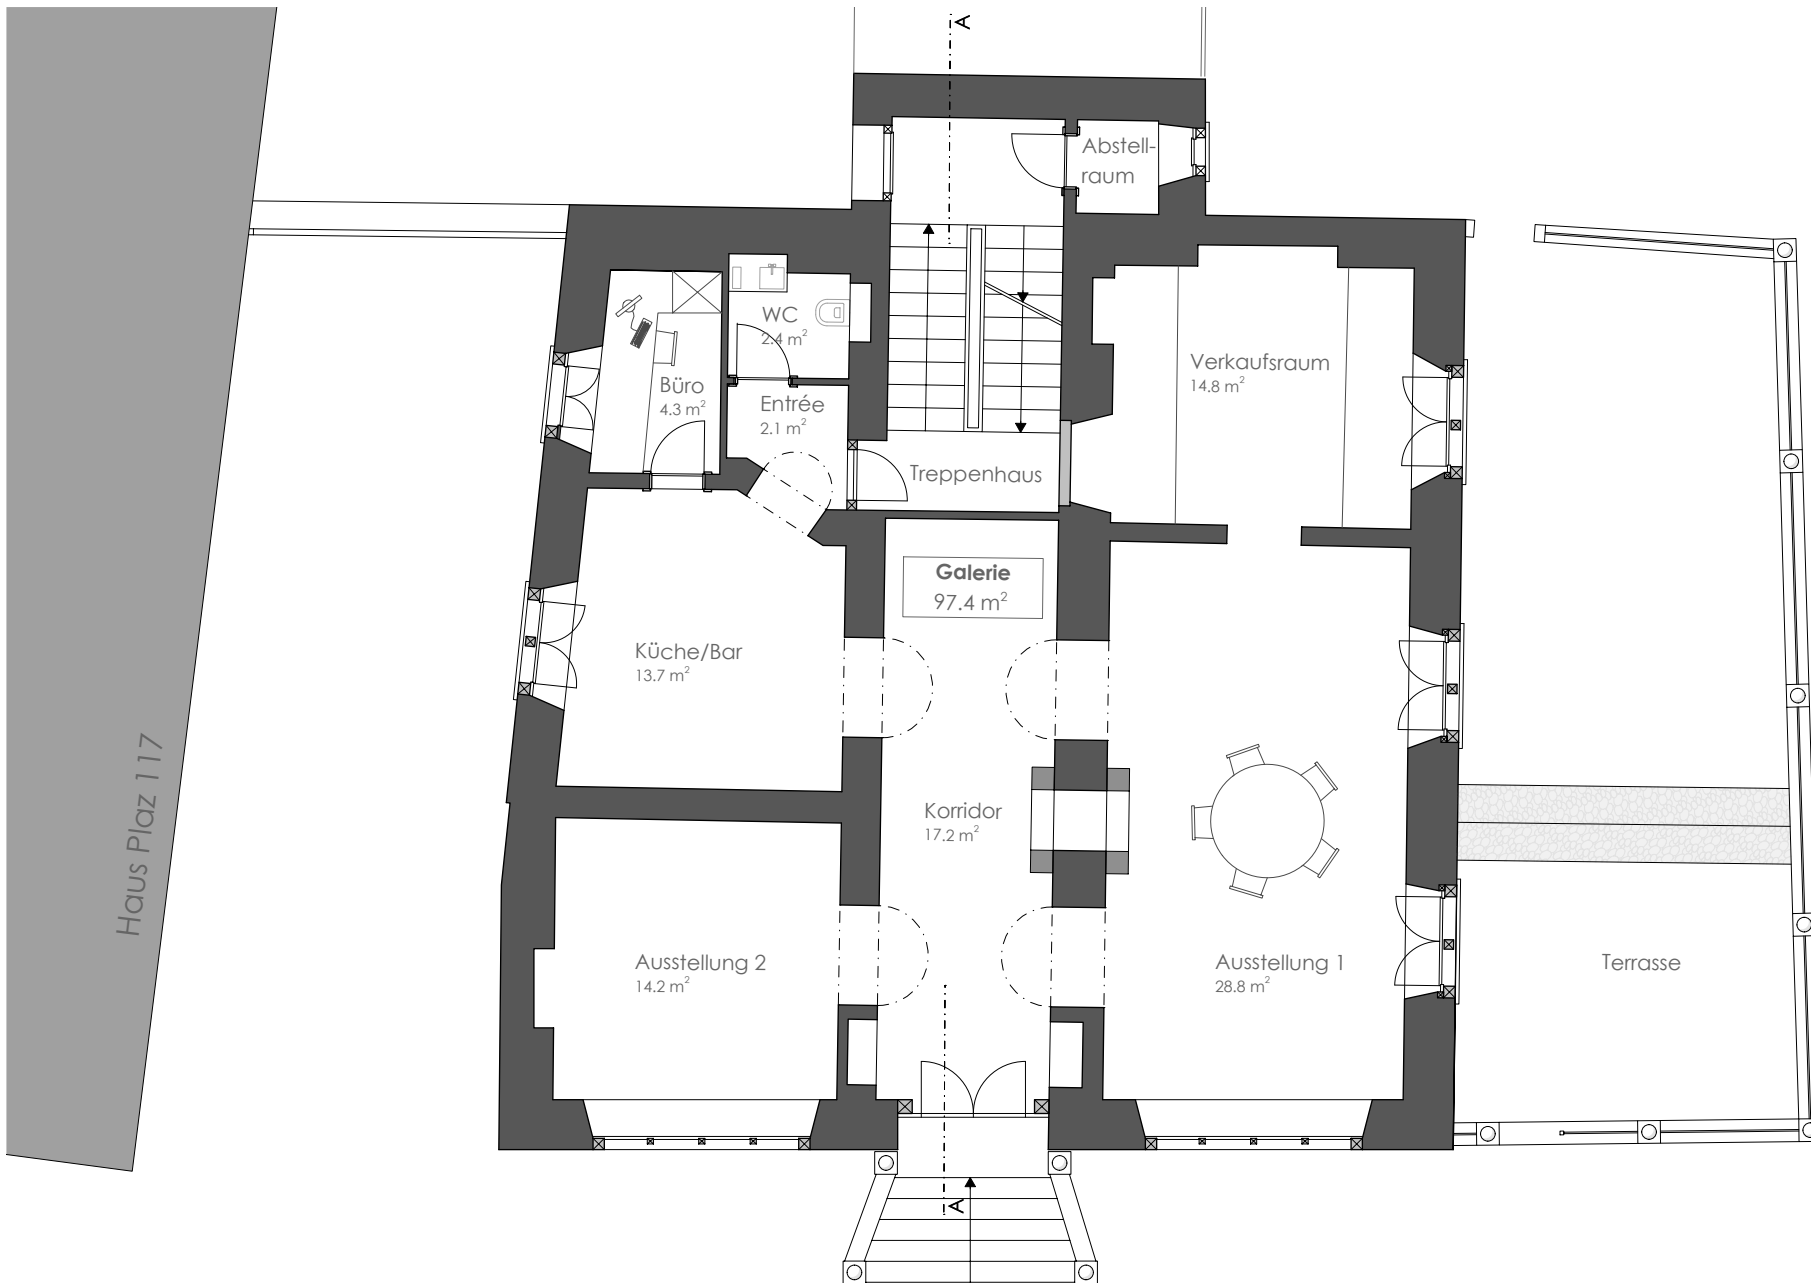 A
Abstell-
raum
WC
2.4 m²
Verkaufsraum
14.8 m²
Büro
4.3 m²
Entrée
2.1 m²
Treppenhaus
Galerie
97.4 m²
Küche/Bar
13.7 m²
Haus Plaz 117
Korridor
17.2 m²
Ausstellung 2
14.2 m²
Ausstellung 1
28.8 m²
Terrasse
A